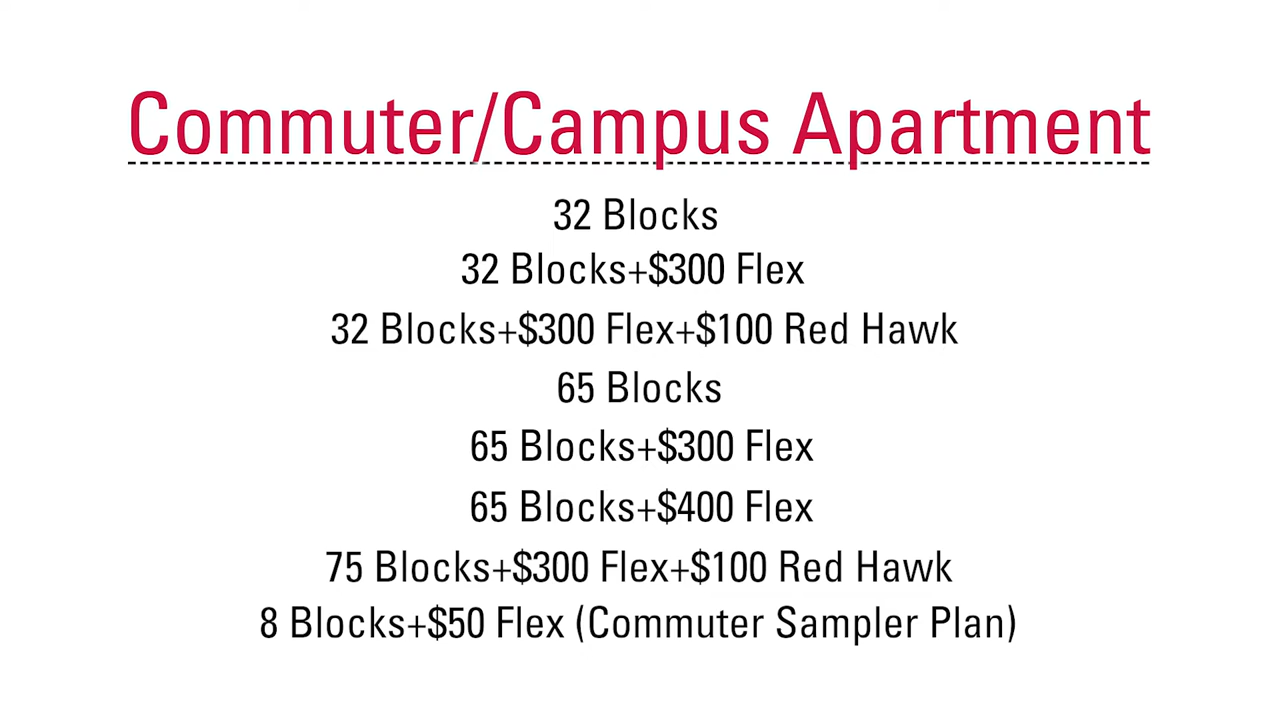 Commuter/Campus Apartment
32 Blocks
32 Blocks+$300 Flex
32 Blocks+$300 Flex+$100 Red Hawk
65 Blocks
65 Blocks+$300 Flex
65 Blocks+$400 Flex
75 Blocks+$300 Flex+$100 Red Hawk
8 Blocks+$50 Flex (Commuter Sampler Plan)